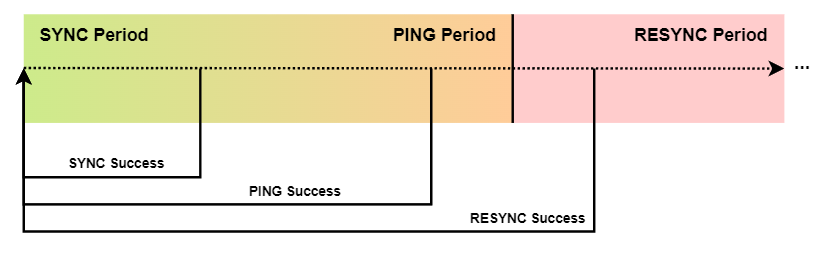 SYNC Period
PING Period
RESYNC Period
...
SYNC Success
PING Success
RESYNC Success